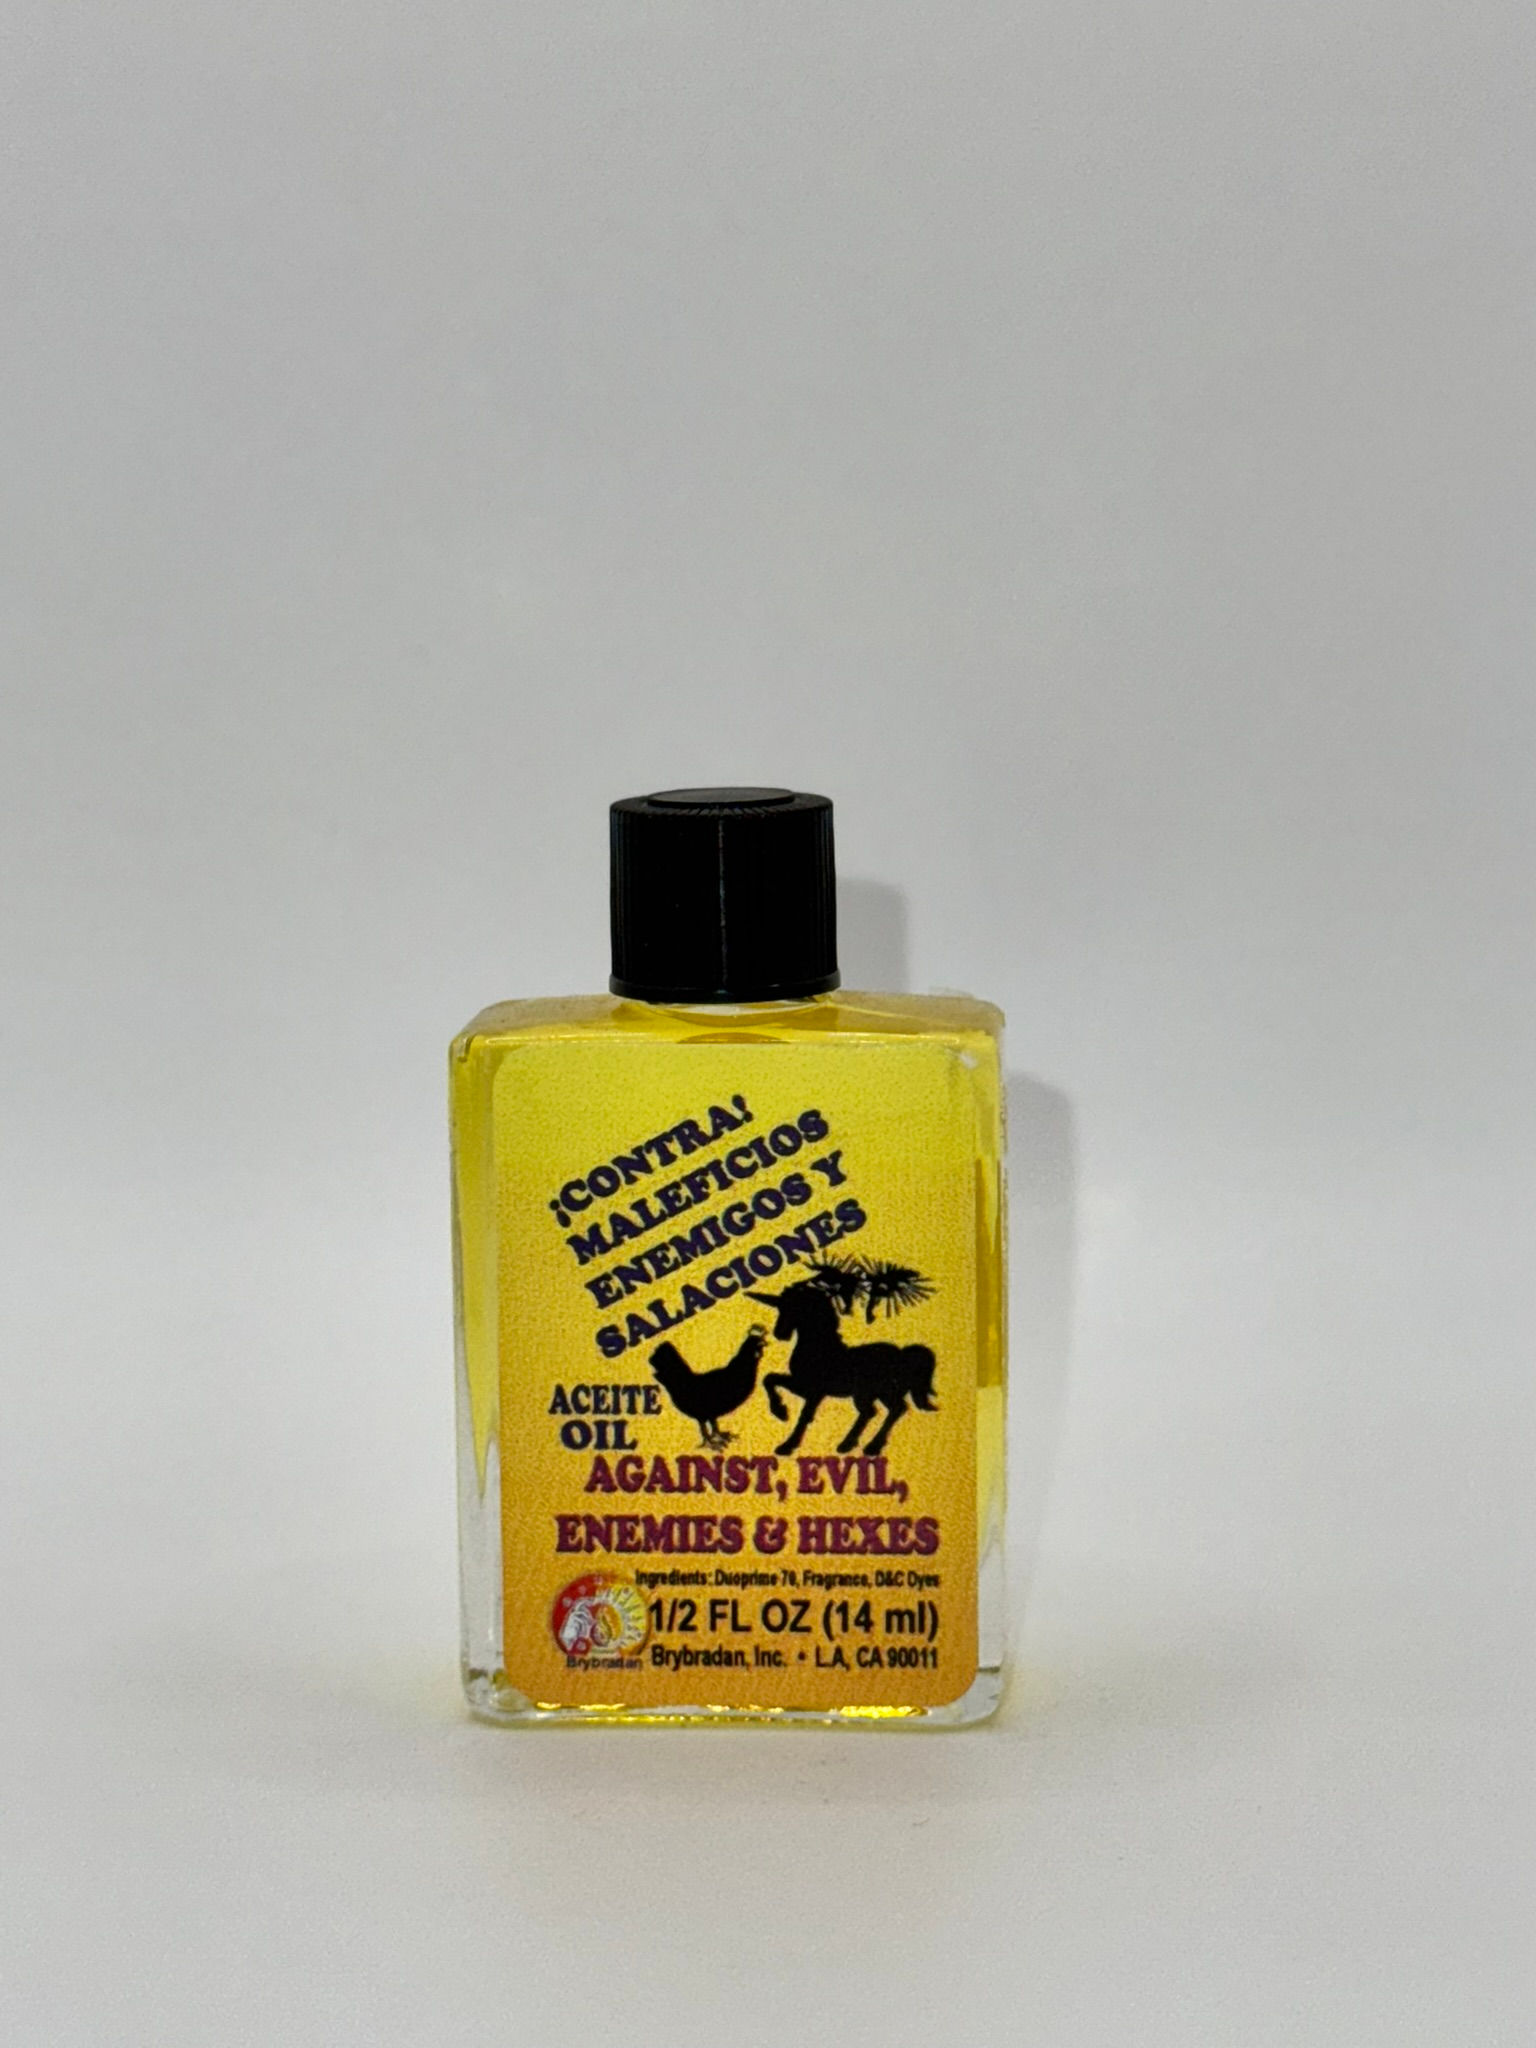 ¡CONTRA!
MALEFICIOS
ENEMIGOS Y
SALACIONES
ACEITE
OIL
AGAINST, EVIL,
ENEMIES & HEXES
Ingredients: Duoprime 70, Fragrance, D&C Dyes
1/2 FL OZ (14 ml)
Brybradan
Brybradan, Inc. • L.A, CA 90011